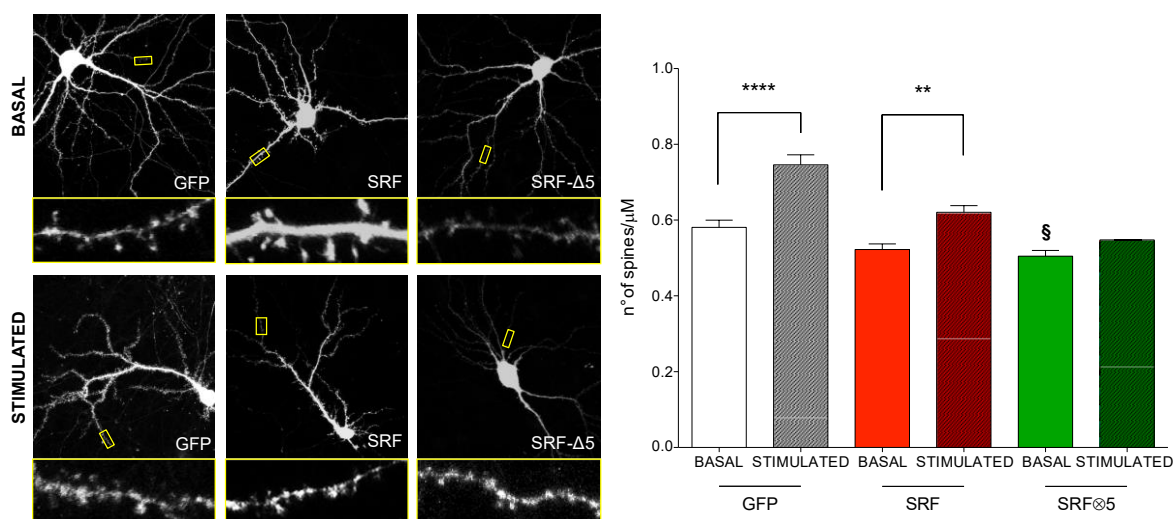 BASAL
GFP
SRF
SRF-Δ5
STIMULATED
GFP
SRF
SRF-Δ5
n° of spines/µM
1.0
0.8
0.6
0.4
0.2
0.0
****
**
§
BASAL STIMULATED BASAL STIMULATED BASAL STIMULATED
GFP SRF SRF⊗5